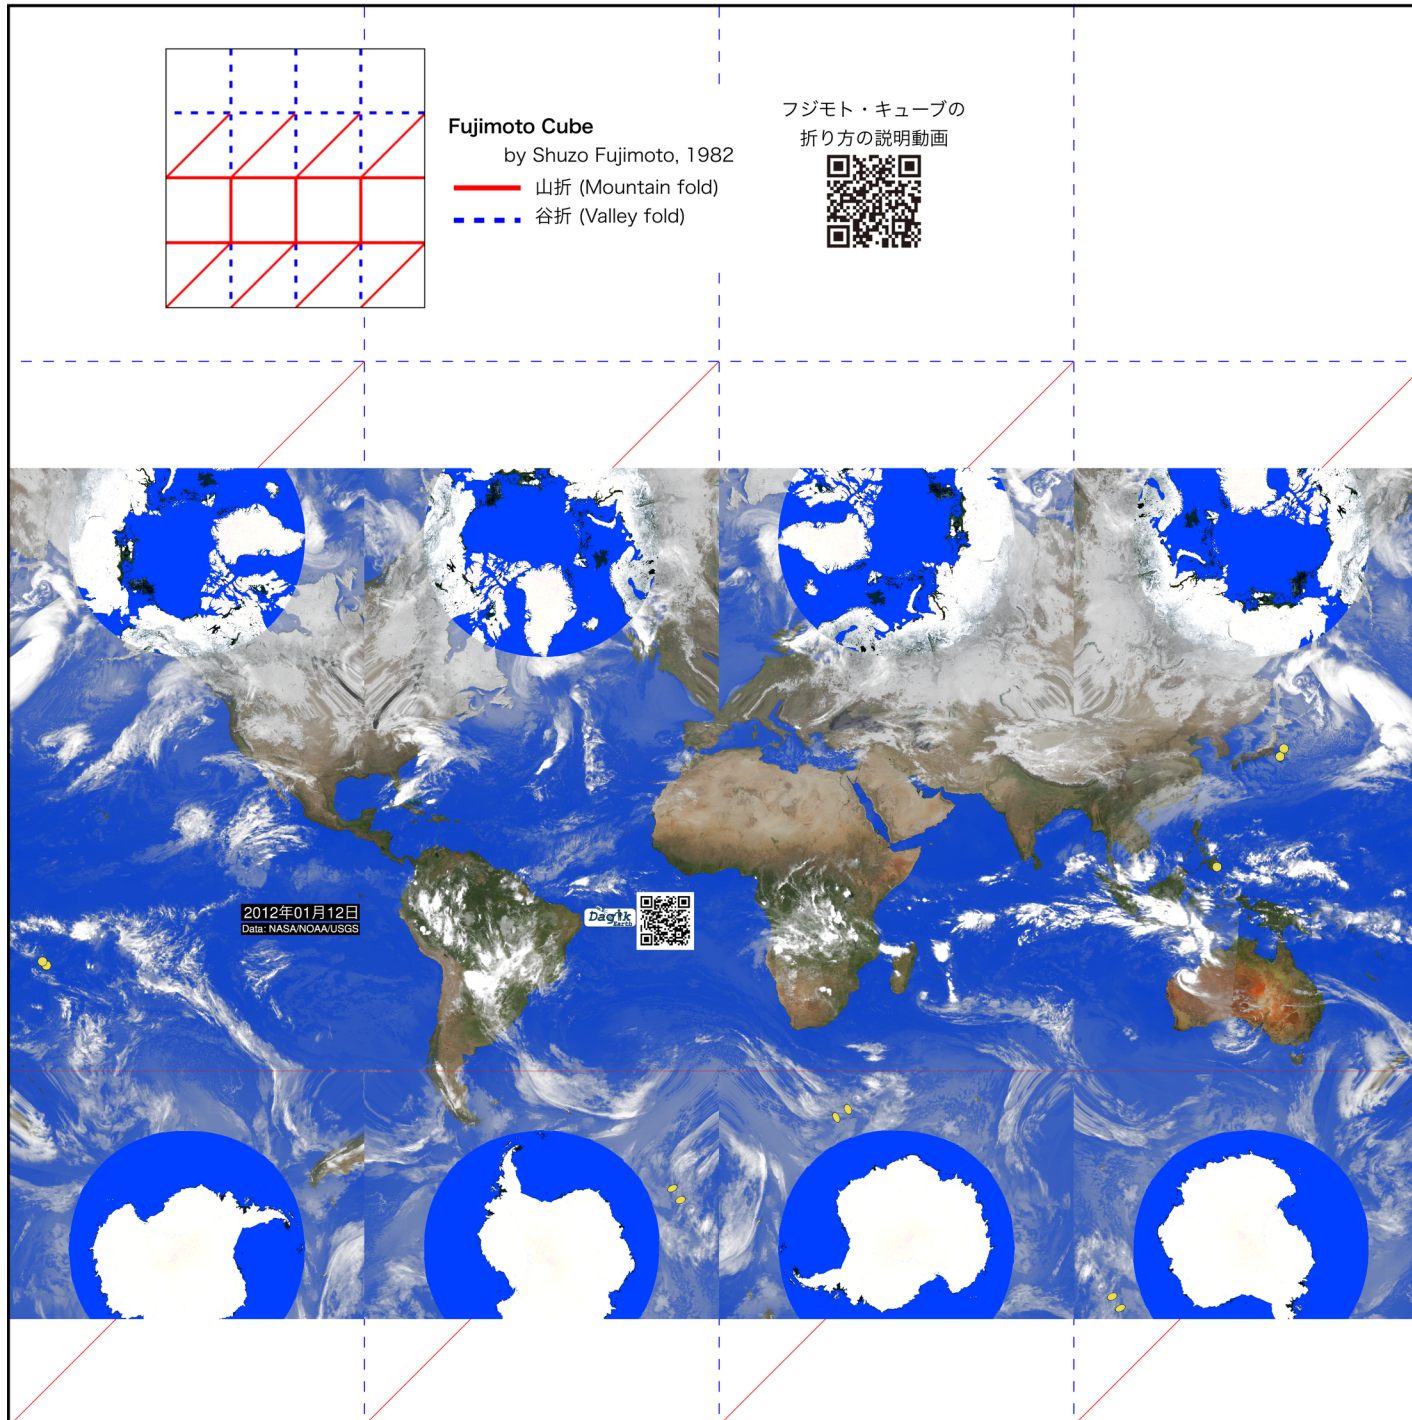 Fujimoto Cube
by Shuzo Fujimoto, 1982
山折 (Mountain fold)
谷折 (Valley fold)
フジモト・キューブの
折り方の説明動画
2012年01月12日
Data: NASA/NOAA/USGS
Dagik
Earth